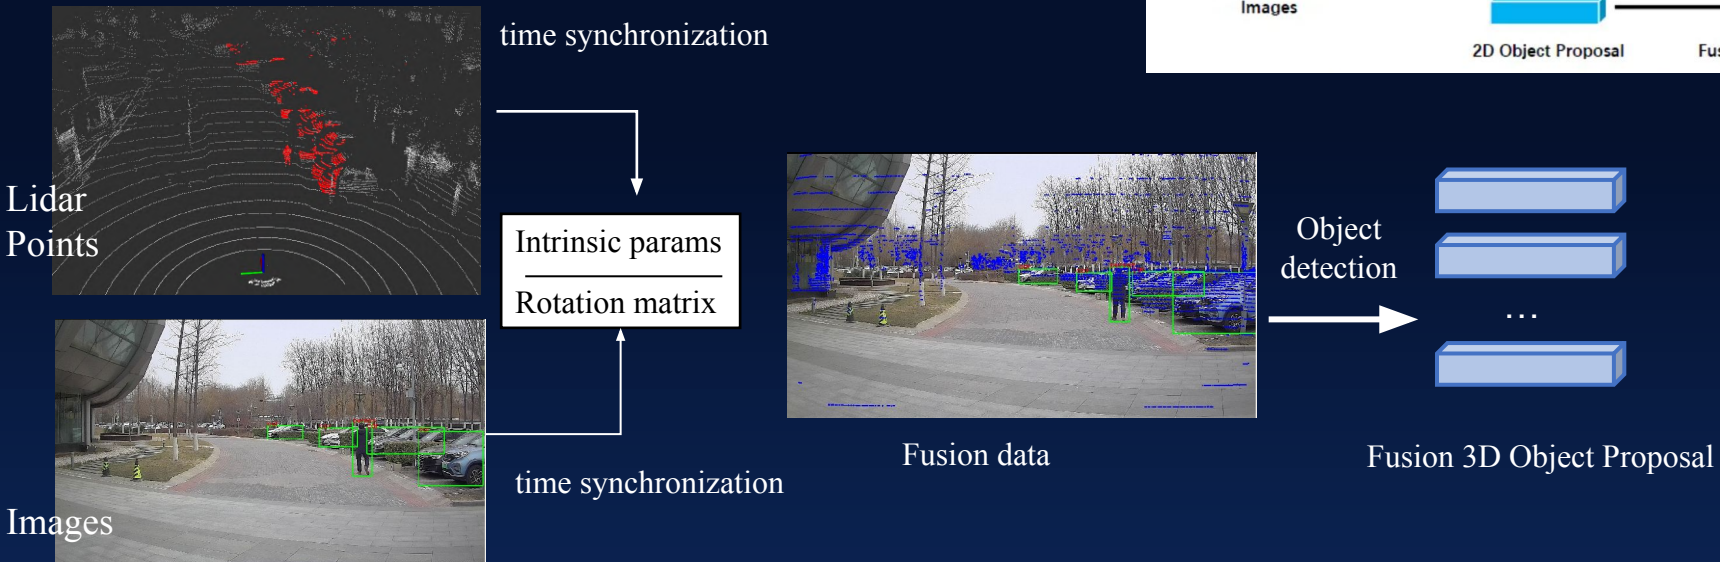 time synchronization
Images
2D Object Proposal
Lidar
Points
Intrinsic params
Rotation matrix
Object
detection
...
Fusion data
Fusion 3D Object Proposal
time synchronization
Images